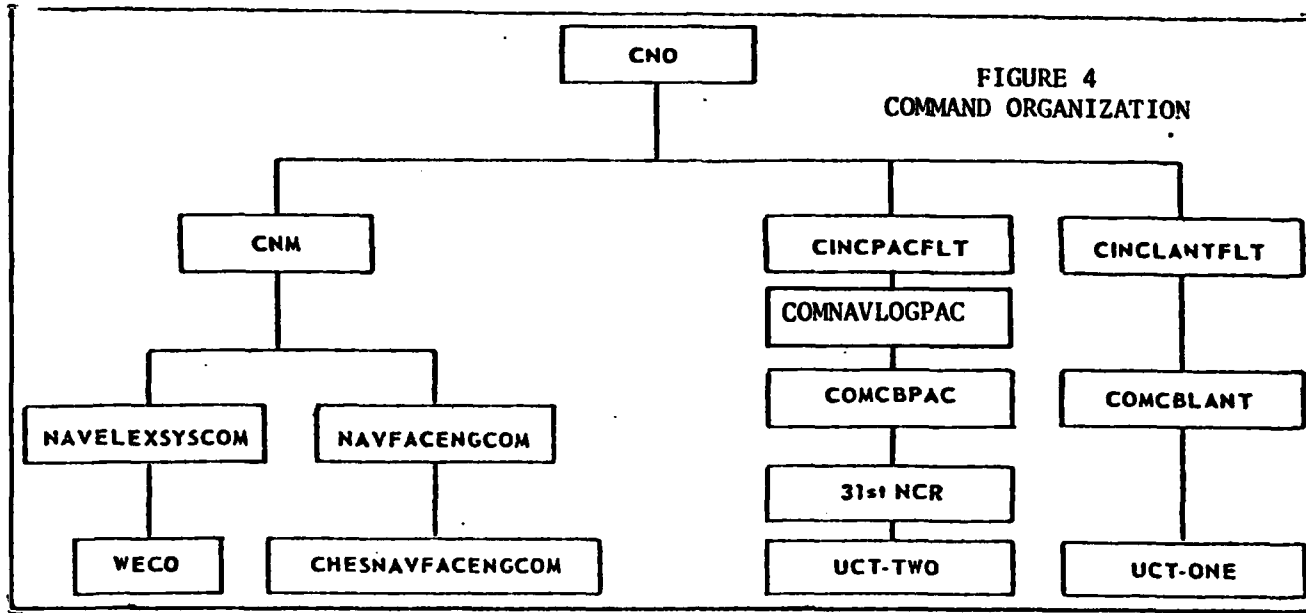 CNO
FIGURE 4
COMMAND ORGANIZATION
CNM
CINCPACFLT
CINCLANTFLT
COMNAVLOGPAC
COMCBPAC
COMCBLANT
NAVELEXSYSCOM
NAVFACENGCOM
31st NCR
WECO
CHESNAVFACENGCOM
UCT-TWO
UCT-ONE